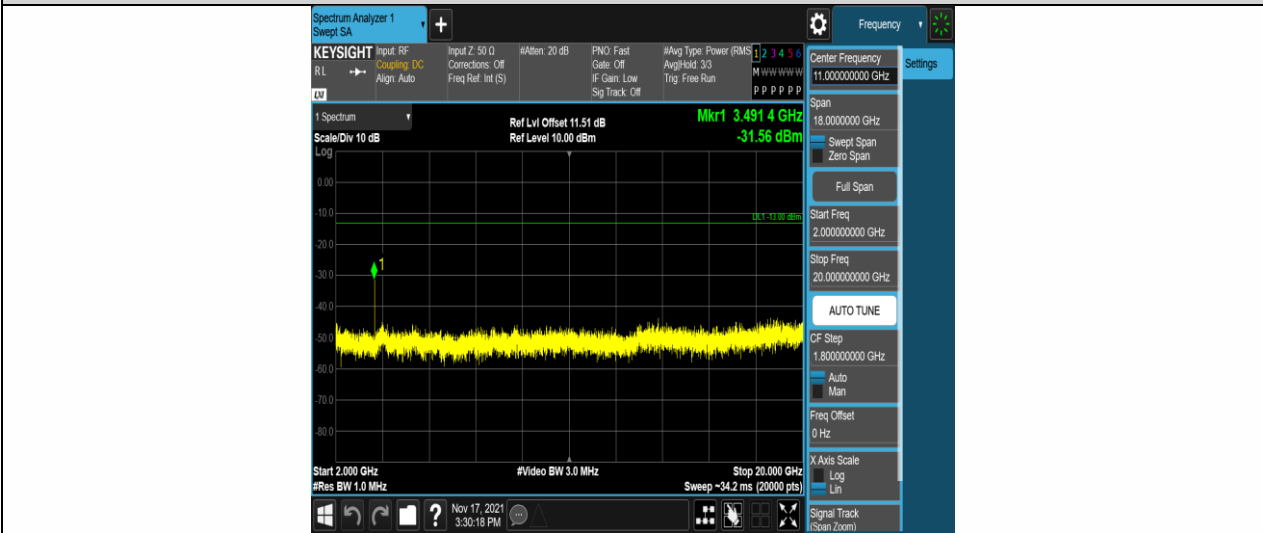 Spectrum Analyzer 1
Swept SA
Frequency
KEYSIGHT
RL
LXI
Input: RF
Coupling: DC
Align: Auto
Input Z: 50 Ω
Corrections: Off
Freq Ref: Int (S)
#Atten: 20 dB
PNO: Fast
Gate: Off
IF Gain: Low
Sig Track: Off
#Avg Type: Power (RMS
Avg|Hold: 3/3
Trig: Free Run
1 2 3 4 5 6
M W W W W W
P P P P P P
1 Spectrum
Scale/Div 10 dB
Log
Ref Lvl Offset 11.51 dB
Ref Level 10.00 dBm
Mkr1 3.491 4 GHz
-31.56 dBm
0.00
-10.0
DL1 -13.00 dBm
-20.0
1
-30.0
-40.0
-50.0
-60.0
-70.0
-80.0
Start 2.000 GHz
#Res BW 1.0 MHz
#Video BW 3.0 MHz
Stop 20.000 GHz
Sweep ~34.2 ms (20000 pts)
Nov 17, 2021
3:30:18 PM
Center Frequency
11.000000000 GHz
Settings
Span
18.0000000 GHz
Swept Span
Zero Span
Full Span
Start Freq
2.000000000 GHz
Stop Freq
20.000000000 GHz
AUTO TUNE
CF Step
1.800000000 GHz
Auto
Man
Freq Offset
0 Hz
X Axis Scale
Log
Lin
Signal Track
(Span Zoom)